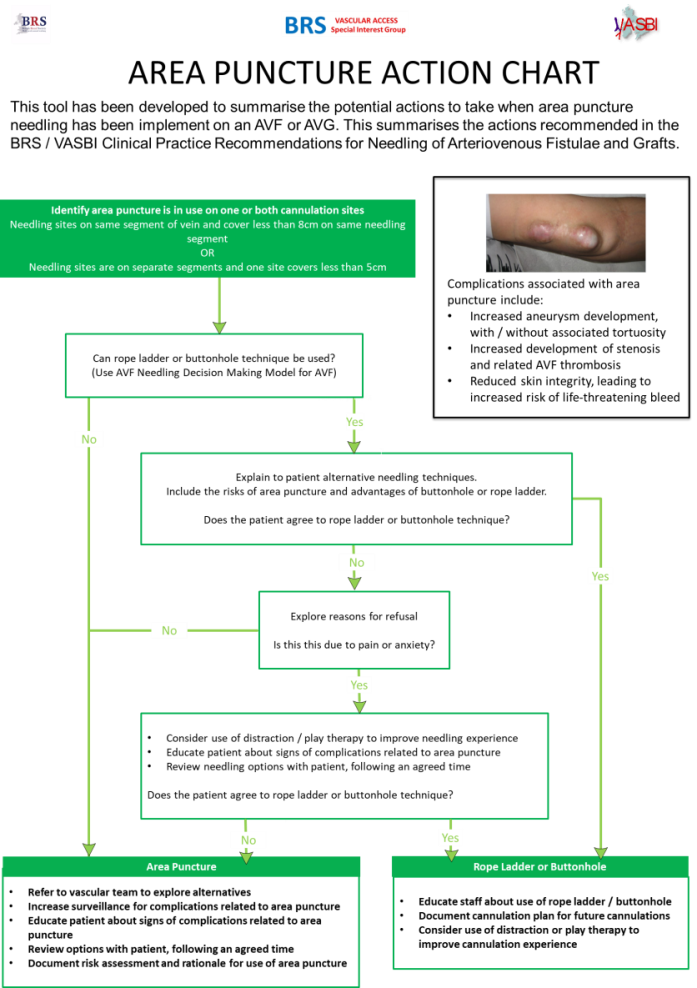 BRS
BRS VASCULAR ACCESS
Special Interest Group
VASBI
AREA PUNCTURE ACTION CHART
This tool has been developed to summarise the potential actions to take when area puncture
needling has been implement on an AVF or AVG. This summarises the actions recommended in the
BRS / VASBI Clinical Practice Recommendations for Needling of Arteriovenous Fistulae and Grafts.
Identify area puncture is in use on one or both cannulation sites
Needling sites on same segment of vein and cover less than 8cm on same needling
segment
OR
Needling sites are on separate segments and one site covers less than 5cm
Complications associated with area
puncture include:
• Increased aneurysm development,
with / without associated tortuosity
• Increased development of stenosis
and related AVF thrombosis
• Reduced skin integrity, leading to
increased risk of life-threatening bleed
Can rope ladder or buttonhole technique be used?
(Use AVF Needling Decision Making Model for AVF)
No
Yes
Explain to patient alternative needling techniques.
Include the risks of area puncture and advantages of buttonhole or rope ladder.
Does the patient agree to rope ladder or buttonhole technique?
No
Yes
Explore reasons for refusal
Is this this due to pain or anxiety?
No
Yes
• Consider use of distraction / play therapy to improve needling experience
• Educate patient about signs of complications related to area puncture
• Review needling options with patient, following an agreed time
Does the patient agree to rope ladder or buttonhole technique?
No
Yes
Area Puncture
• Refer to vascular team to explore alternatives
• Increase surveillance for complications related to area puncture
• Educate patient about signs of complications related to area
puncture
• Review options with patient, following an agreed time
• Document risk assessment and rationale for use of area puncture
Rope Ladder or Buttonhole
• Educate staff about use of rope ladder / buttonhole
• Document cannulation plan for future cannulations
• Consider use of distraction or play therapy to
improve cannulation experience